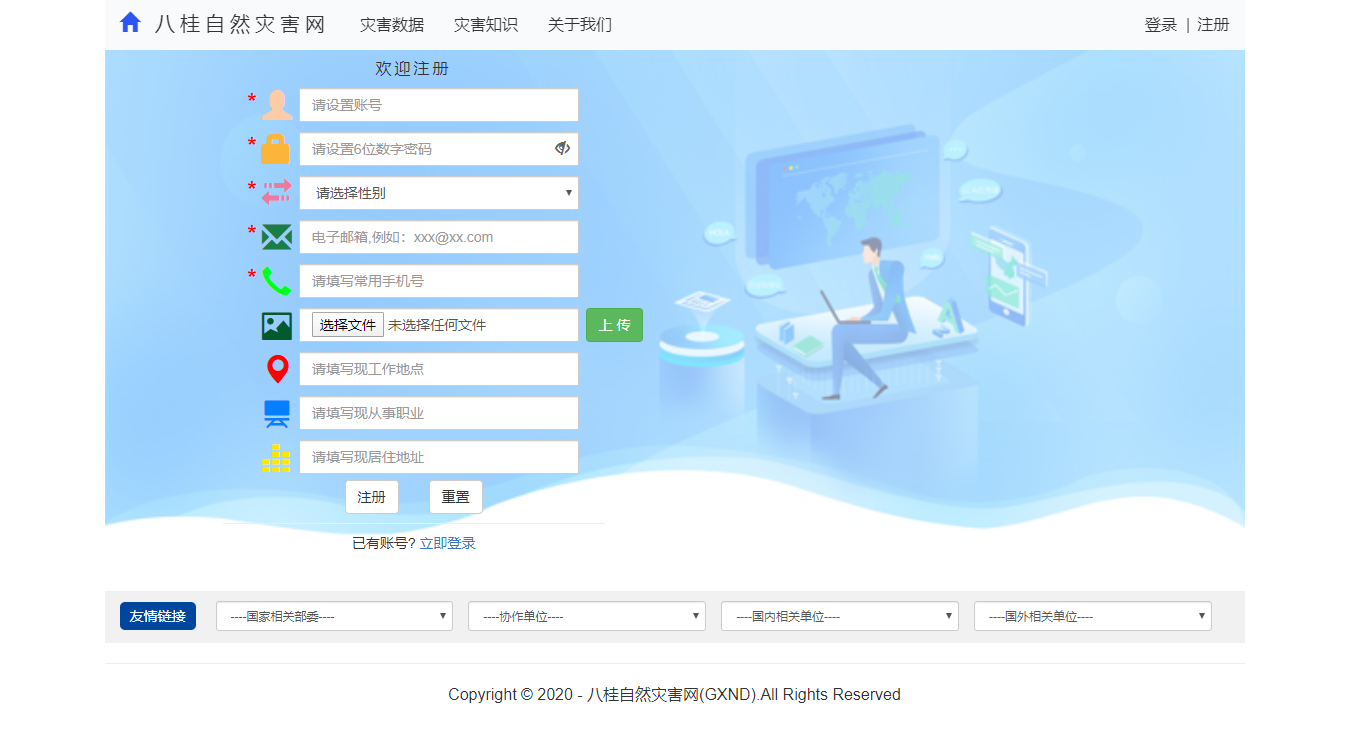 八桂自然灾害网 灾害数据 灾害知识 关于我们 登录 | 注册
欢迎注册
* 请设置账号
* 请设置6位数字密码
* 请选择性别
* 电子邮箱,例如：xxx@xx.com
* 请填写常用手机号
选择文件 未选择任何文件 上 传
请填写现工作地点
请填写现从事职业
请填写现居住地址
注册 重置
已有账号? 立即登录
友情链接 ----国家相关部委---- ----协作单位---- ----国内相关单位---- ----国外相关单位----
Copyright © 2020 - 八桂自然灾害网(GXND).All Rights Reserved